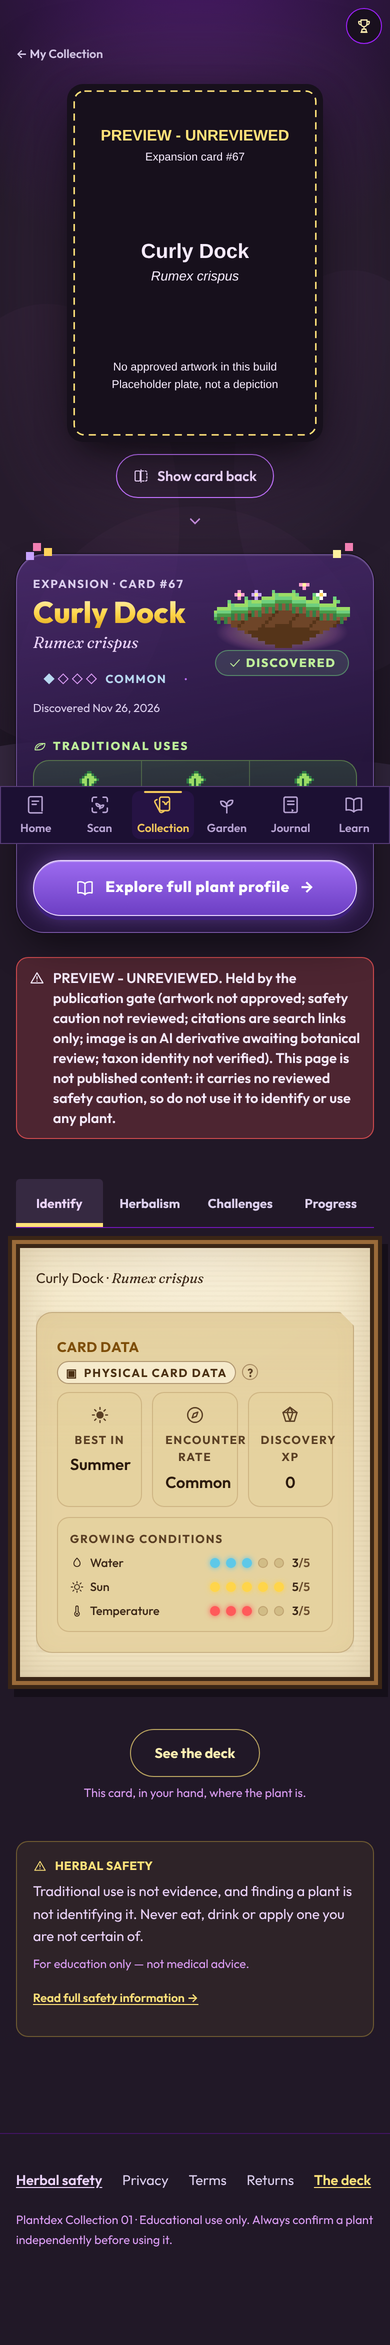 ← My Collection
PREVIEW - UNREVIEWED
Expansion card #67
Curly Dock
Rumex crispus
No approved artwork in this build
Placeholder plate, not a depiction
Show card back
EXPANSION · CARD #67
Curly Dock
Rumex crispus
DISCOVERED
COMMON
Discovered Nov 26, 2026
TRADITIONAL USES
Home Scan Collection Garden Journal Learn
Explore full plant profile →
PREVIEW - UNREVIEWED. Held by the
publication gate (artwork not approved; safety
caution not reviewed; citations are search links
only; image is an AI derivative awaiting botanical
review; taxon identity not verified). This page is
not published content: it carries no reviewed
safety caution, so do not use it to identify or use
any plant.
Identify Herbalism Challenges Progress
Curly Dock · Rumex crispus
CARD DATA
PHYSICAL CARD DATA ?
BEST IN
Summer
ENCOUNTER
RATE
Common
DISCOVERY
XP
0
GROWING CONDITIONS
Water 3/5
Sun 5/5
Temperature 3/5
See the deck
This card, in your hand, where the plant is.
HERBAL SAFETY
Traditional use is not evidence, and finding a plant is
not identifying it. Never eat, drink or apply one you
are not certain of.
For education only — not medical advice.
Read full safety information →
Herbal safety Privacy Terms Returns The deck
Plantdex Collection 01 · Educational use only. Always confirm a plant
independently before using it.